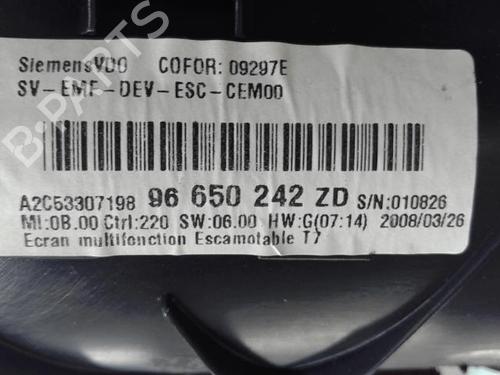 SiemensVDO COFOR: 09297E
SV-EMF-DEV-ESC-CEM00
A2C53307198 96 650 242 ZD S/N:010826
MI:0B.00 Ctrl:220 SW:06.00 HW:G(07:14) 2008/03/26
Ecran multifonction Escamotable T7
B-PARTS